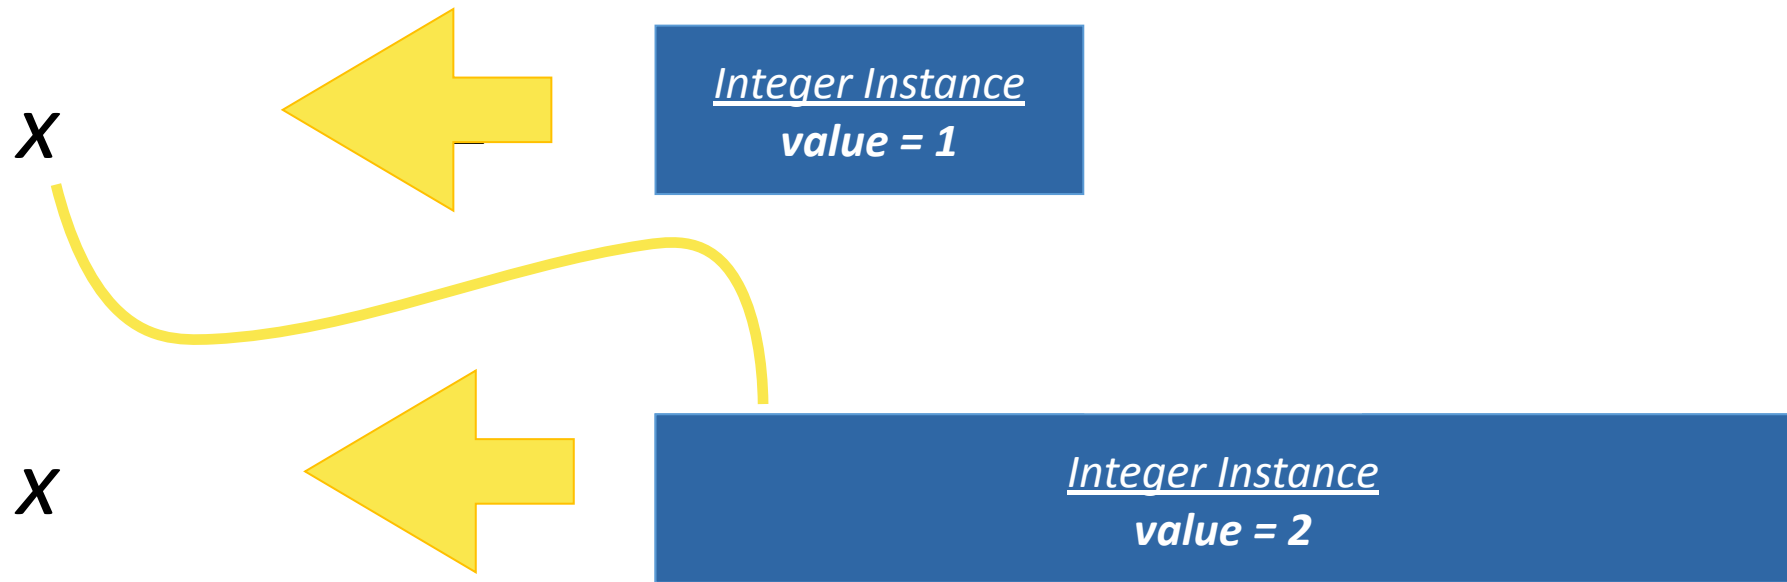 Integer Instance
value = 1
X
Integer Instance
value = 2
X